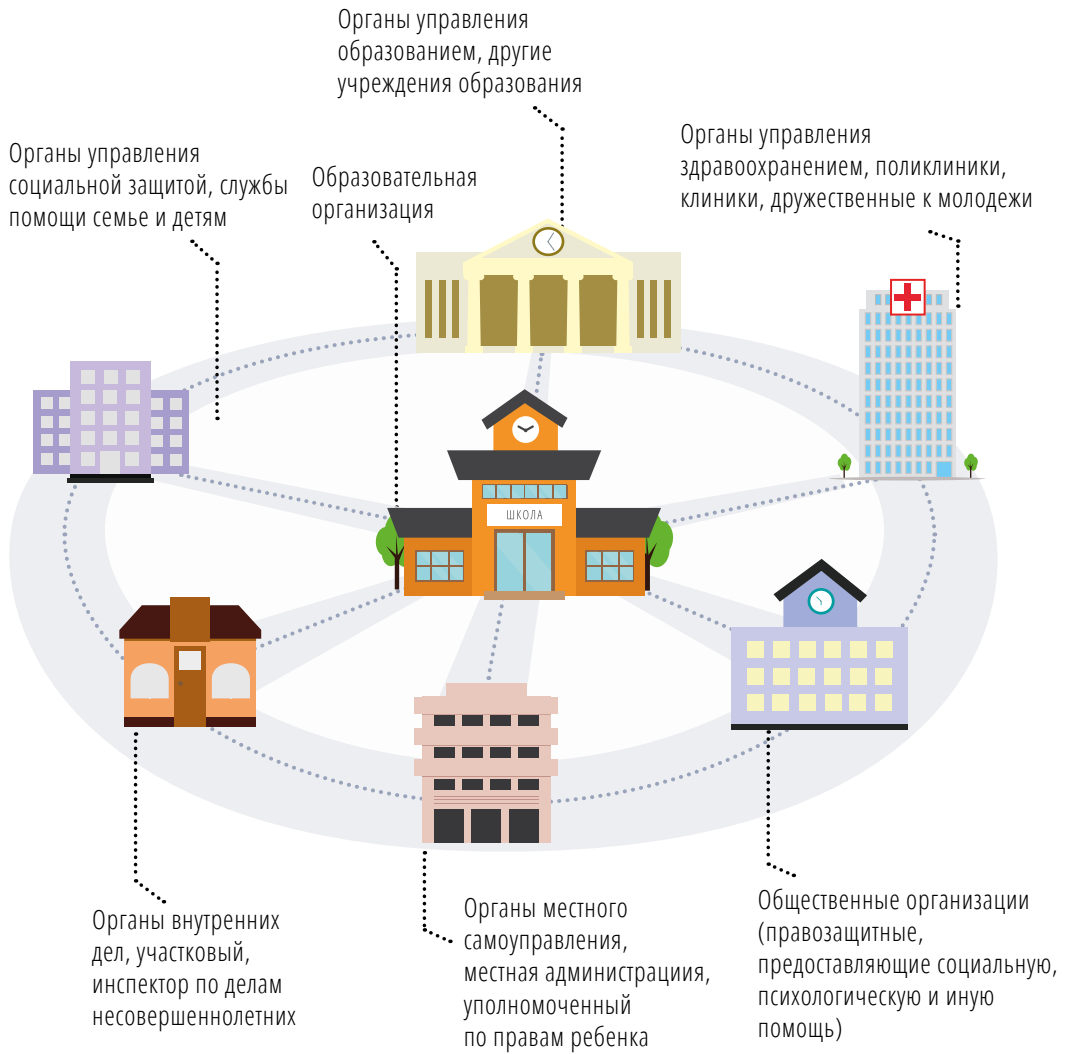 Органы управления
образованием, другие
учреждения образования
Органы управления
здравоохранением, поликлиники,
клиники, дружественные к молодежи
Органы управления
социальной защитой, службы
помощи семье и детям
Образовательная
организация
ШКОЛА
Органы внутренних
дел, участковый,
инспектор по делам
несовершеннолетних
Органы местного
самоуправления,
местная администрациия,
уполномоченный
по правам ребенка
Общественные организации
(правозащитные,
предоставляющие социальную,
психологическую и иную
помощь)